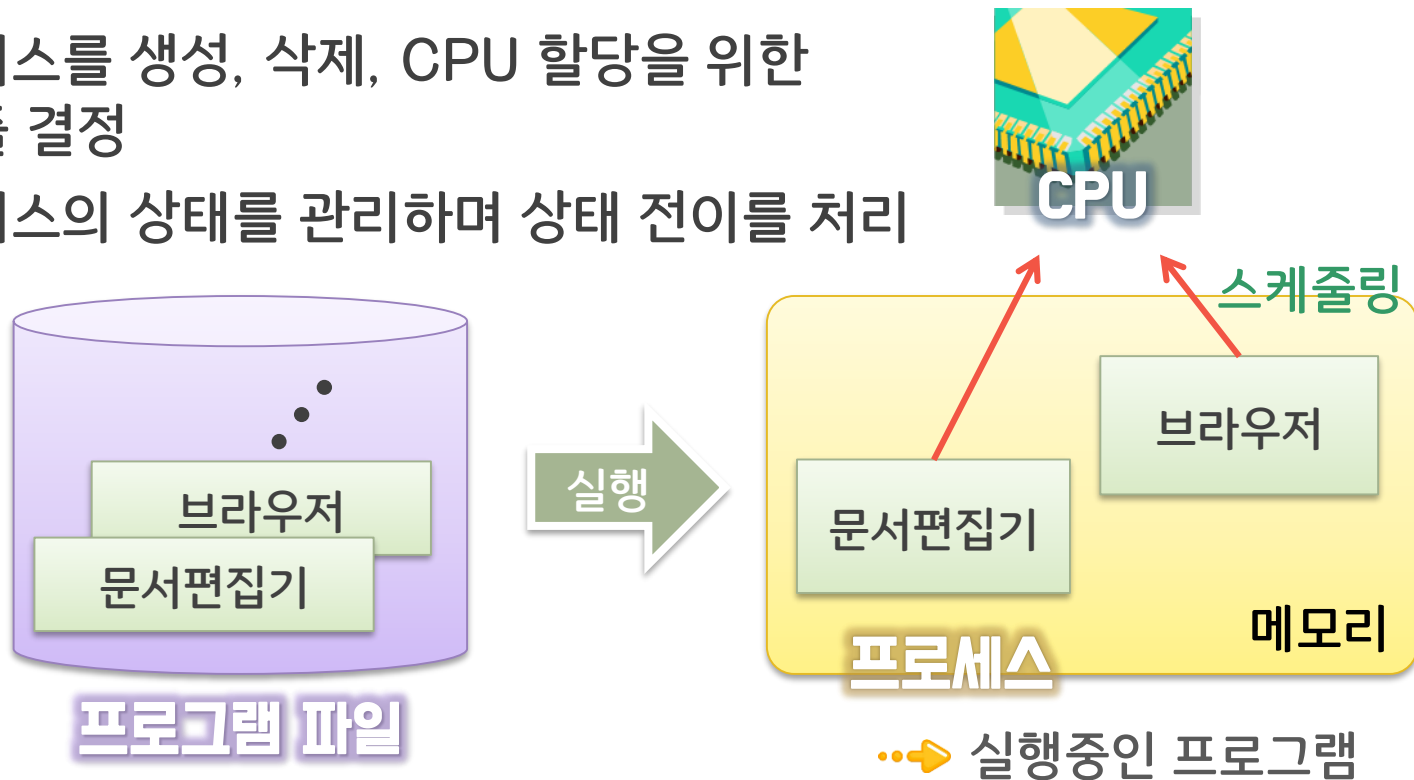 스를 생성, 삭제, CPU 할당을 위한
결정
스의 상태를 관리하며 상태 전이를 처리
CPU
스케줄링
브라우저
문서편집기
실행
브라우저
문서편집기
메모리
프로세스
프로그램 파일
실행중인 프로그램